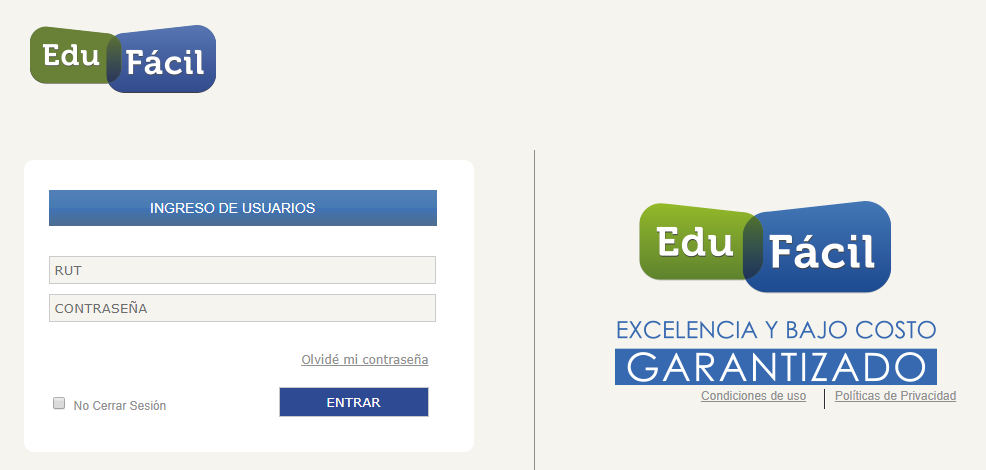 Edu Fácil
INGRESO DE USUARIOS
RUT
CONTRASEÑA
Olvidé mi contraseña
No Cerrar Sesión
ENTRAR
Edu Fácil
EXCELENCIA Y BAJO COSTO
GARANTIZADO
Condiciones de uso
Políticas de Privacidad